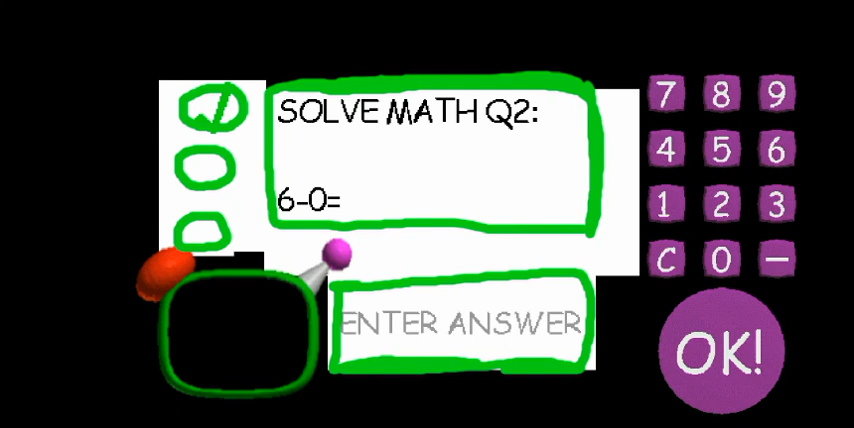 SOLVE MATH Q2:
6-0=
ENTER ANSWER
7 8 9
4 5 6
1 2 3
C 0 −
OK!